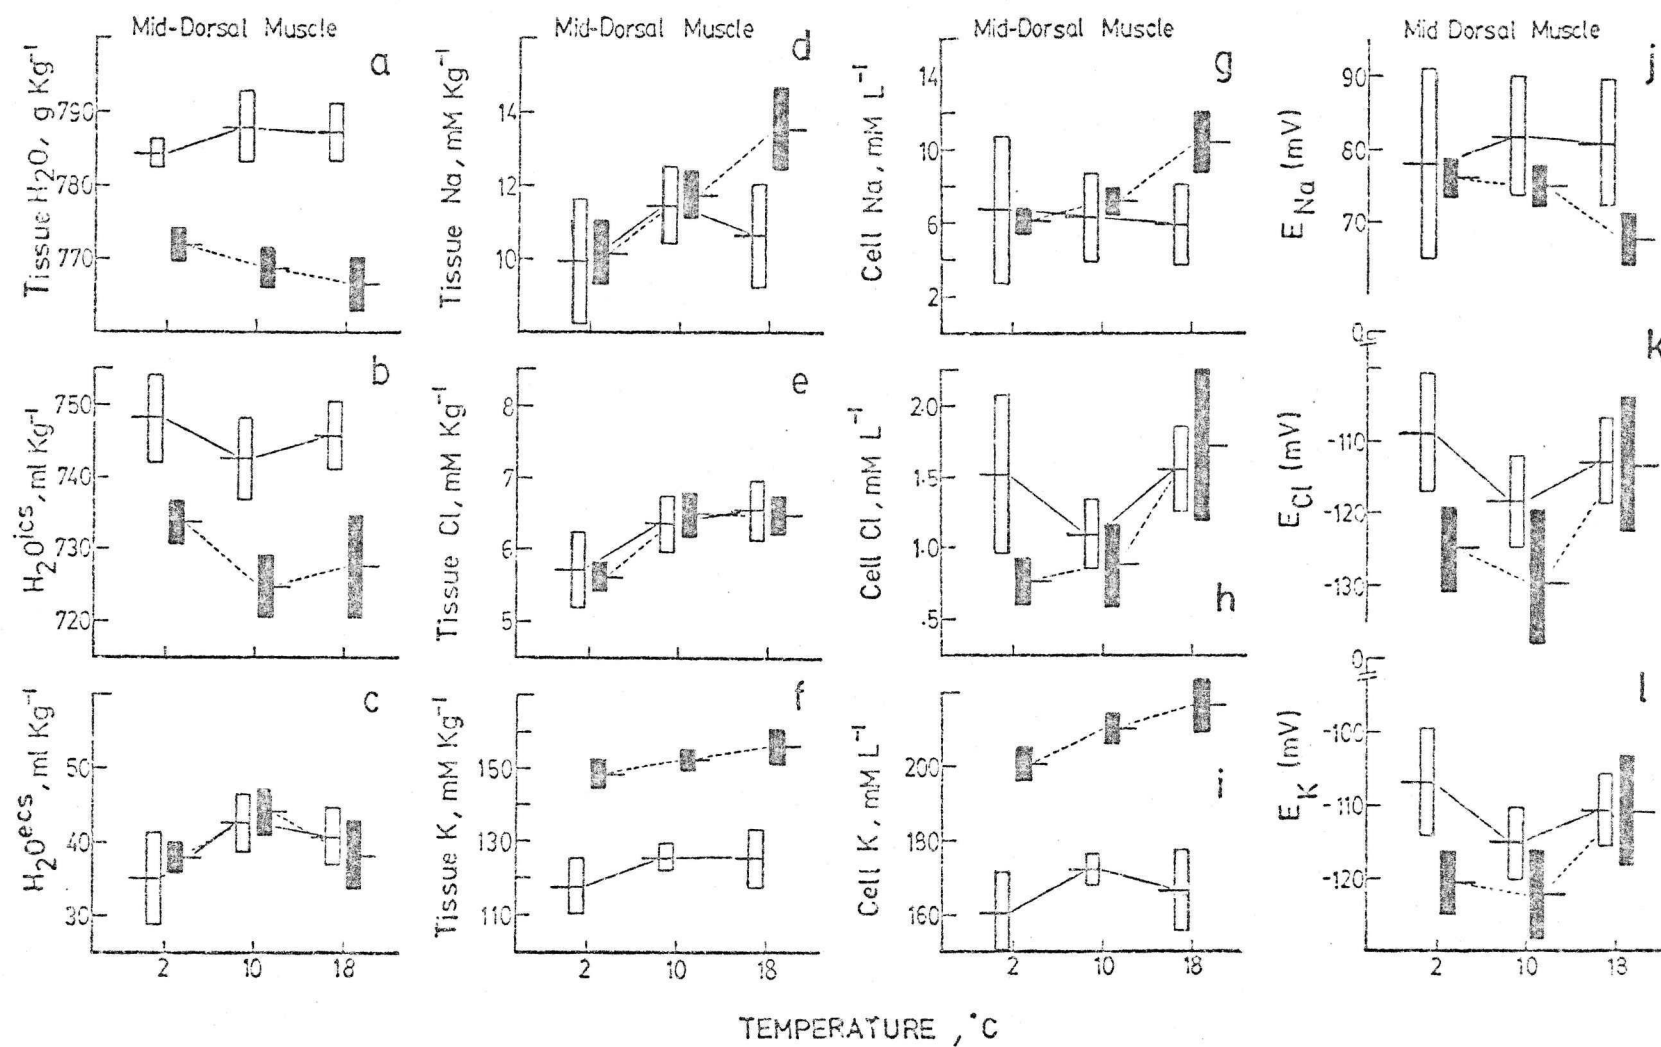 Mid-Dorsal Muscle
Mid-Dorsal Muscle
Mid-Dorsal Muscle
Mid Dorsal Muscle
a
Tissue H₂O, g Kg⁻¹
790
780
770
b
H₂Oⁱᶜˢ, ml Kg⁻¹
750
740
730
720
c
H₂Oᵉᶜˢ, ml Kg⁻¹
50
40
30
2 10 18
d
Tissue Na, mM Kg⁻¹
14
12
10
e
Tissue Cl, mM Kg⁻¹
8
7
6
5
f
Tissue K, mM Kg⁻¹
150
130
110
2 10 18
g
Cell Na, mM L⁻¹
14
10
6
2
h
Cell Cl, mM L⁻¹
2.0
1.5
1.0
.5
i
Cell K, mM L⁻¹
200
180
160
2 10 18
j
E Na (mV)
90
80
70
k
E Cl (mV)
0
-110
-120
-130
l
E K (mV)
0
-100
-110
-120
2 10 18
TEMPERATURE , °C